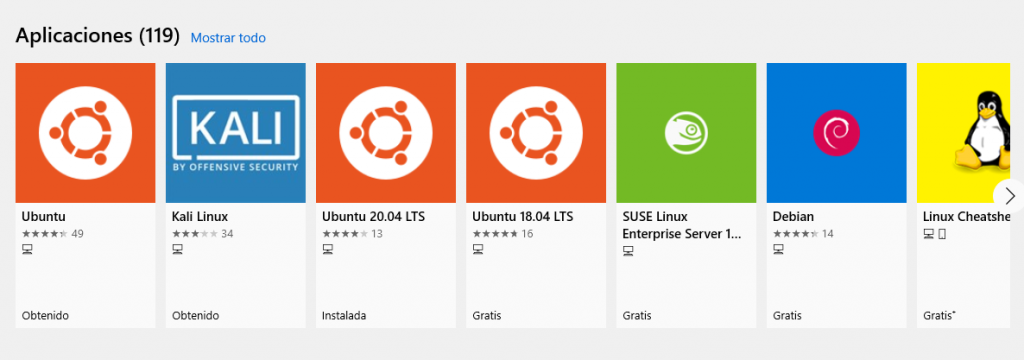 Aplicaciones (119) Mostrar todo
KALI
BY OFFENSIVE SECURITY
Ubuntu
49
Obtenido
Kali Linux
34
Obtenido
Ubuntu 20.04 LTS
13
Instalada
Ubuntu 18.04 LTS
16
Gratis
SUSE Linux
Enterprise Server 1...
Gratis
Debian
14
Gratis
Linux Cheatshe
Gratis*